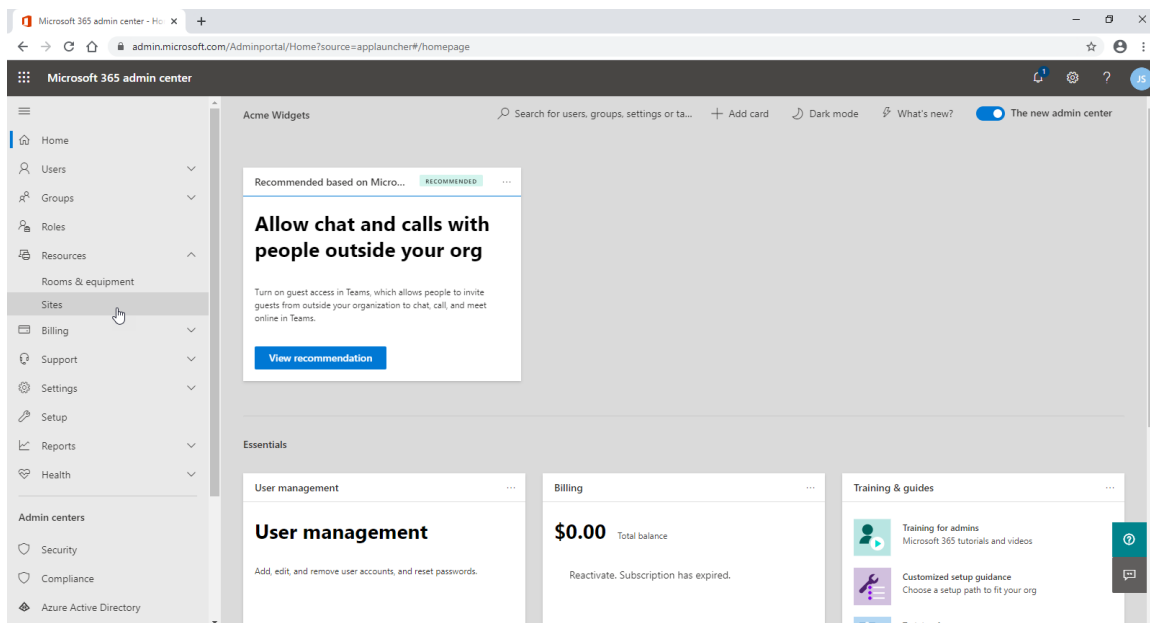 Microsoft 365 admin center - Ho
admin.microsoft.com/Adminportal/Home?source=applauncher#/homepage
Microsoft 365 admin center
1
?
JS
Home
Users
Groups
Roles
Resources
Rooms & equipment
Sites
Billing
Support
Settings
Setup
Reports
Health
Admin centers
Security
Compliance
Azure Active Directory
Acme Widgets
Search for users, groups, settings or ta...
Add card
Dark mode
What's new?
The new admin center
Recommended based on Micro...
RECOMMENDED
Allow chat and calls with
people outside your org
Turn on guest access in Teams, which allows people to invite
guests from outside your organization to chat, call, and meet
online in Teams.
View recommendation
Essentials
User management
User management
Add, edit, and remove user accounts, and reset passwords.
Billing
$0.00 Total balance
Reactivate. Subscription has expired.
Training & guides
Training for admins
Microsoft 365 tutorials and videos
Customized setup guidance
Choose a setup path to fit your org